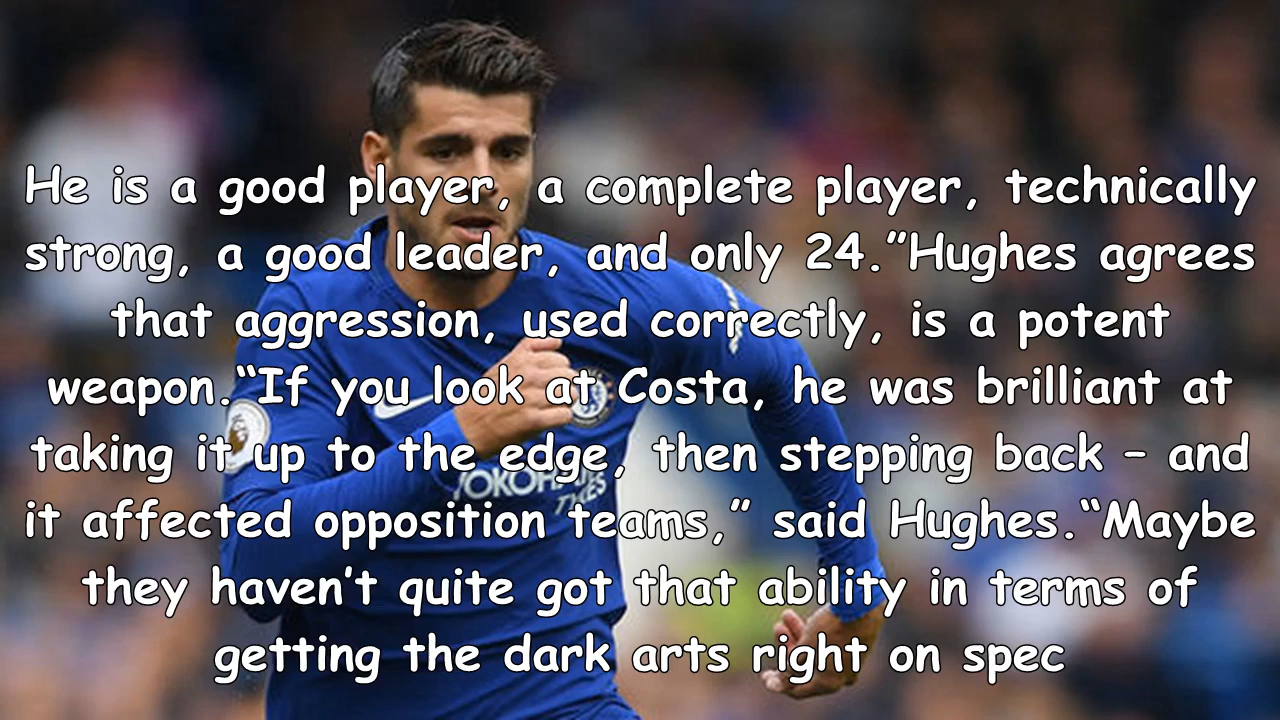 He is a good player, a complete player, technically
strong, a good leader, and only 24.”Hughes agrees
that aggression, used correctly, is a potent
weapon.“If you look at Costa, he was brilliant at
taking it up to the edge, then stepping back – and
it affected opposition teams,” said Hughes.“Maybe
they haven’t quite got that ability in terms of
getting the dark arts right on spec
YOKOHAMA
TYRES